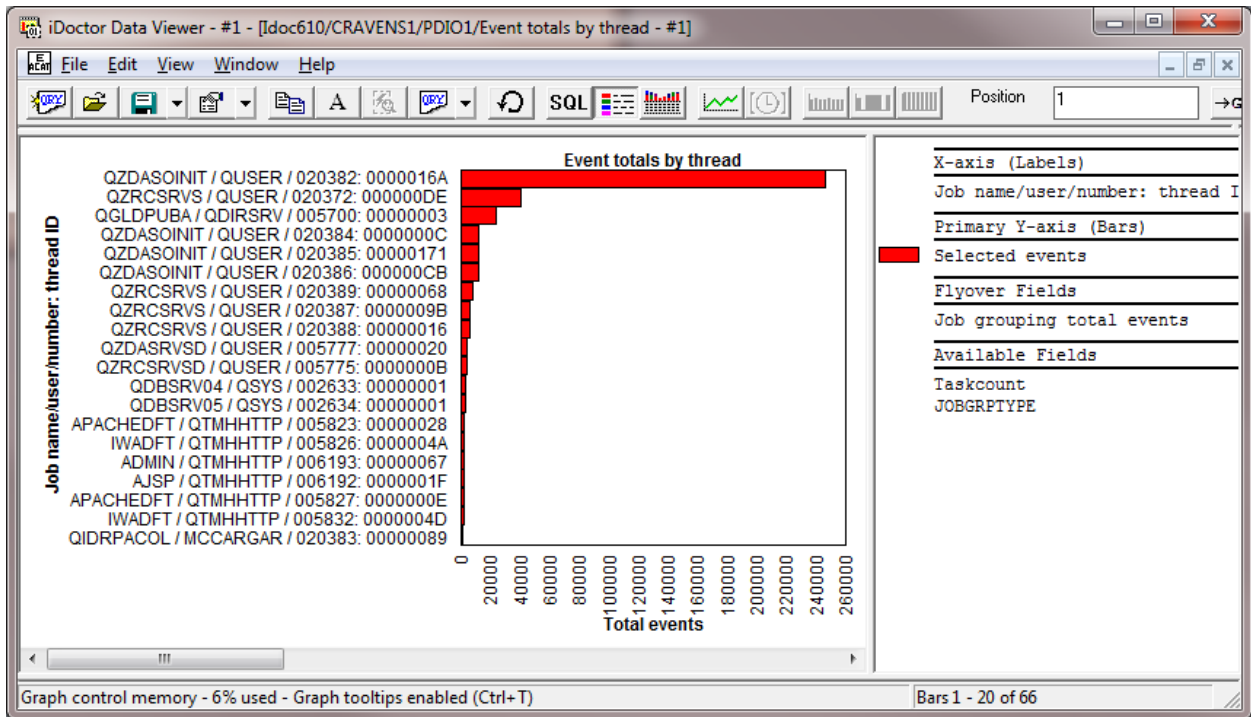 iDoctor Data Viewer - #1 - [Idoc610/CRAVENS1/PDIO1/Event totals by thread - #1]
File Edit View Window Help
QRY A QRY SQL Position 1 →G
Event totals by thread
Job name/user/number: thread ID
QZDASOINIT / QUSER / 020382: 0000016A
QZRCSRVS / QUSER / 020372: 000000DE
QGLDPUBA / QDIRSRV / 005700: 00000003
QZDASOINIT / QUSER / 020384: 0000000C
QZDASOINIT / QUSER / 020385: 00000171
QZDASOINIT / QUSER / 020386: 000000CB
QZRCSRVS / QUSER / 020389: 00000068
QZRCSRVS / QUSER / 020387: 0000009B
QZRCSRVS / QUSER / 020388: 00000016
QZDASRVSD / QUSER / 005777: 00000020
QZRCSRVSD / QUSER / 005775: 0000000B
QDBSRV04 / QSYS / 002633: 00000001
QDBSRV05 / QSYS / 002634: 00000001
APACHEDFT / QTMHHTTP / 005823: 00000028
IWADFT / QTMHHTTP / 005826: 0000004A
ADMIN / QTMHHTTP / 006193: 00000067
AJSP / QTMHHTTP / 006192: 0000001F
APACHEDFT / QTMHHTTP / 005827: 0000000E
IWADFT / QTMHHTTP / 005832: 0000004D
QIDRPACOL / MCCARGAR / 020383: 00000089
0 20000 40000 60000 80000 100000 120000 140000 160000 180000 200000 220000 240000 260000
Total events
X-axis (Labels)
Job name/user/number: thread I
Primary Y-axis (Bars)
Selected events
Flyover Fields
Job grouping total events
Available Fields
Taskcount
JOBGRPTYPE
Graph control memory - 6% used - Graph tooltips enabled (Ctrl+T)
Bars 1 - 20 of 66